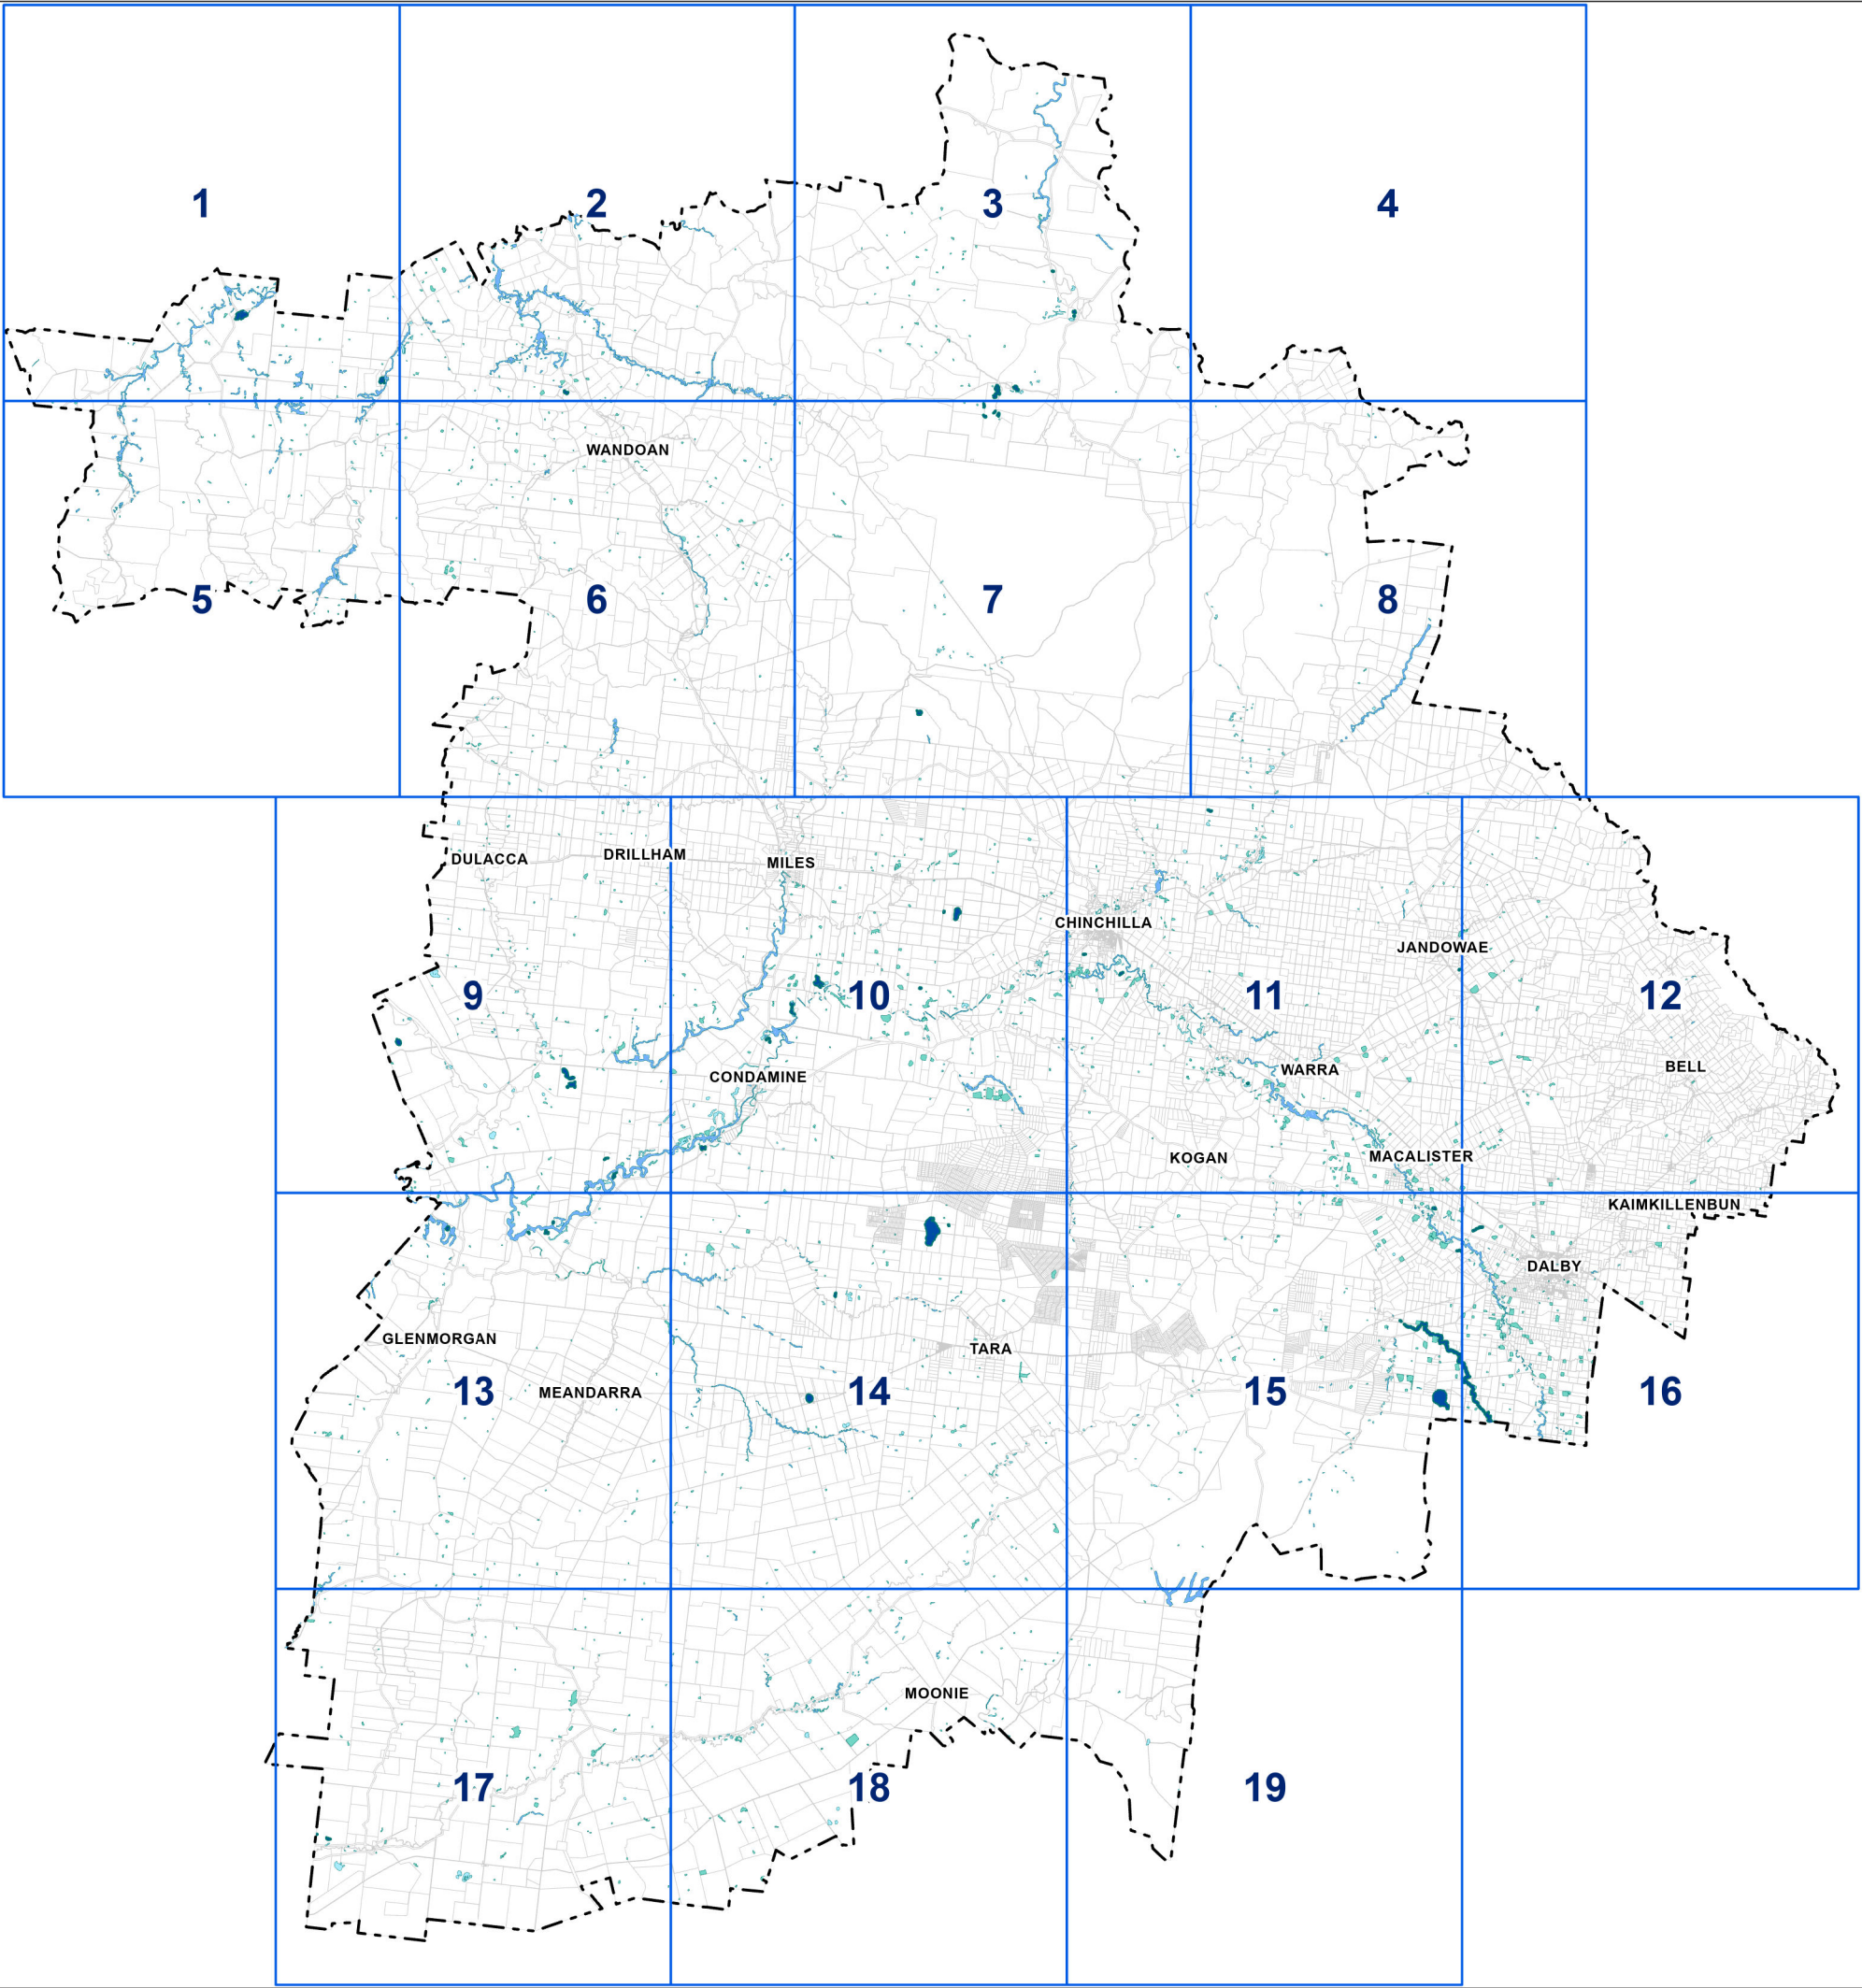 1
2
3
4
WANDOAN
5
6
7
8
DULACCA
DRILLHAM
MILES
CHINCHILLA
JANDOWAE
9
10
11
12
CONDAMINE
WARRA
BELL
KOGAN
MACALISTER
KAIMKILLENBUN
DALBY
GLENMORGAN
TARA
MEANDARRA
13
14
15
16
MOONIE
17
18
19